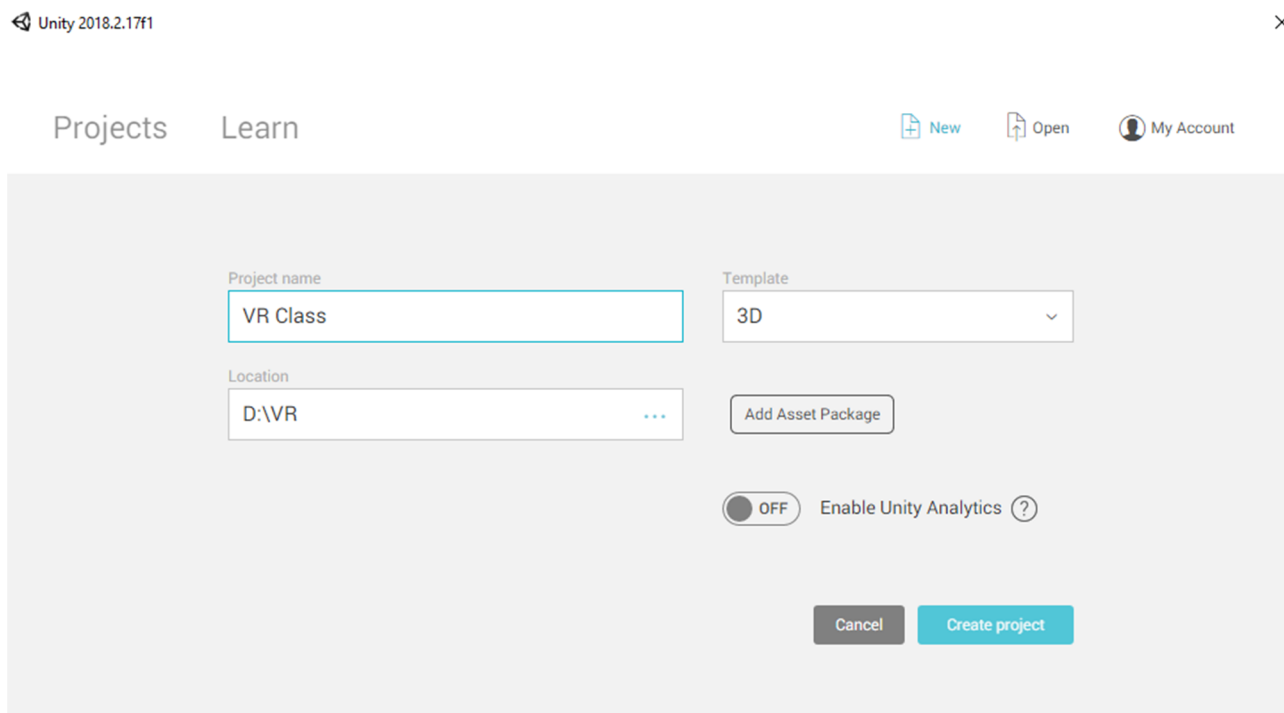 Unity 2018.2.17f1
Projects Learn New Open My Account
Project name Template
VR Class 3D
Location
D:\VR ... Add Asset Package
OFF Enable Unity Analytics ?
Cancel Create project